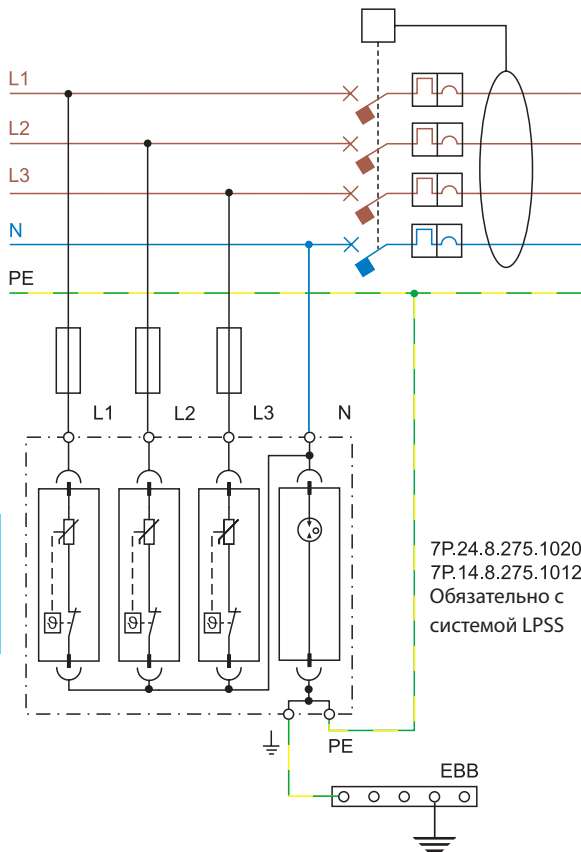 L1
L2
L3
N
PE
L1 L2 L3 N
ϑ ϑ ϑ
7P.24.8.275.1020
7P.14.8.275.1012
Обязательно с
системой LPSS
PE
EBB